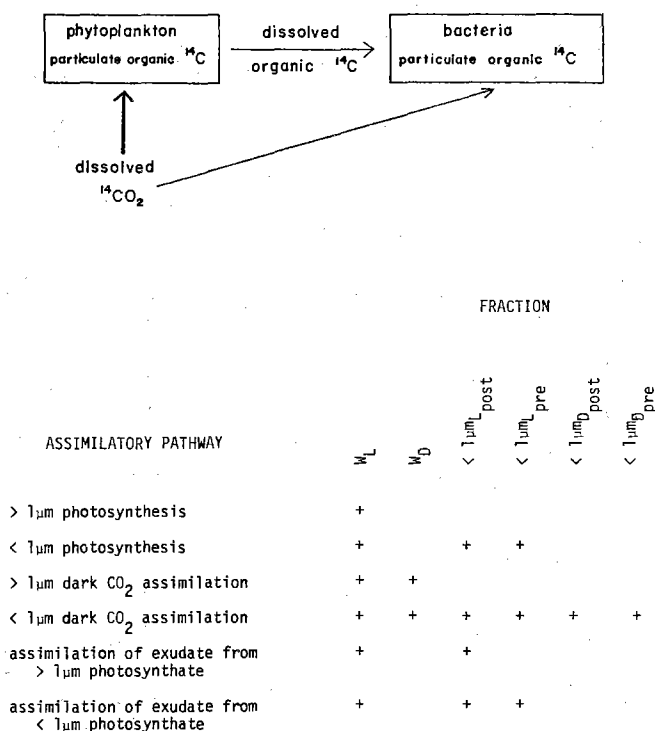 phytoplankton
particulate organic ¹⁴C
dissolved
organic ¹⁴C
bacteria
particulate organic ¹⁴C
dissolved
¹⁴CO₂
FRACTION
ASSIMILATORY PATHWAY
W_L
W_D
< 1μm_L post
< 1μm_L pre
< 1μm_D post
< 1μm_D pre
> 1μm photosynthesis +
< 1μm photosynthesis + + +
> 1μm dark CO₂ assimilation + +
< 1μm dark CO₂ assimilation + + + + + +
assimilation of exudate from + +
> 1μm photosynthate
assimilation of exudate from + + +
< 1μm photosynthate